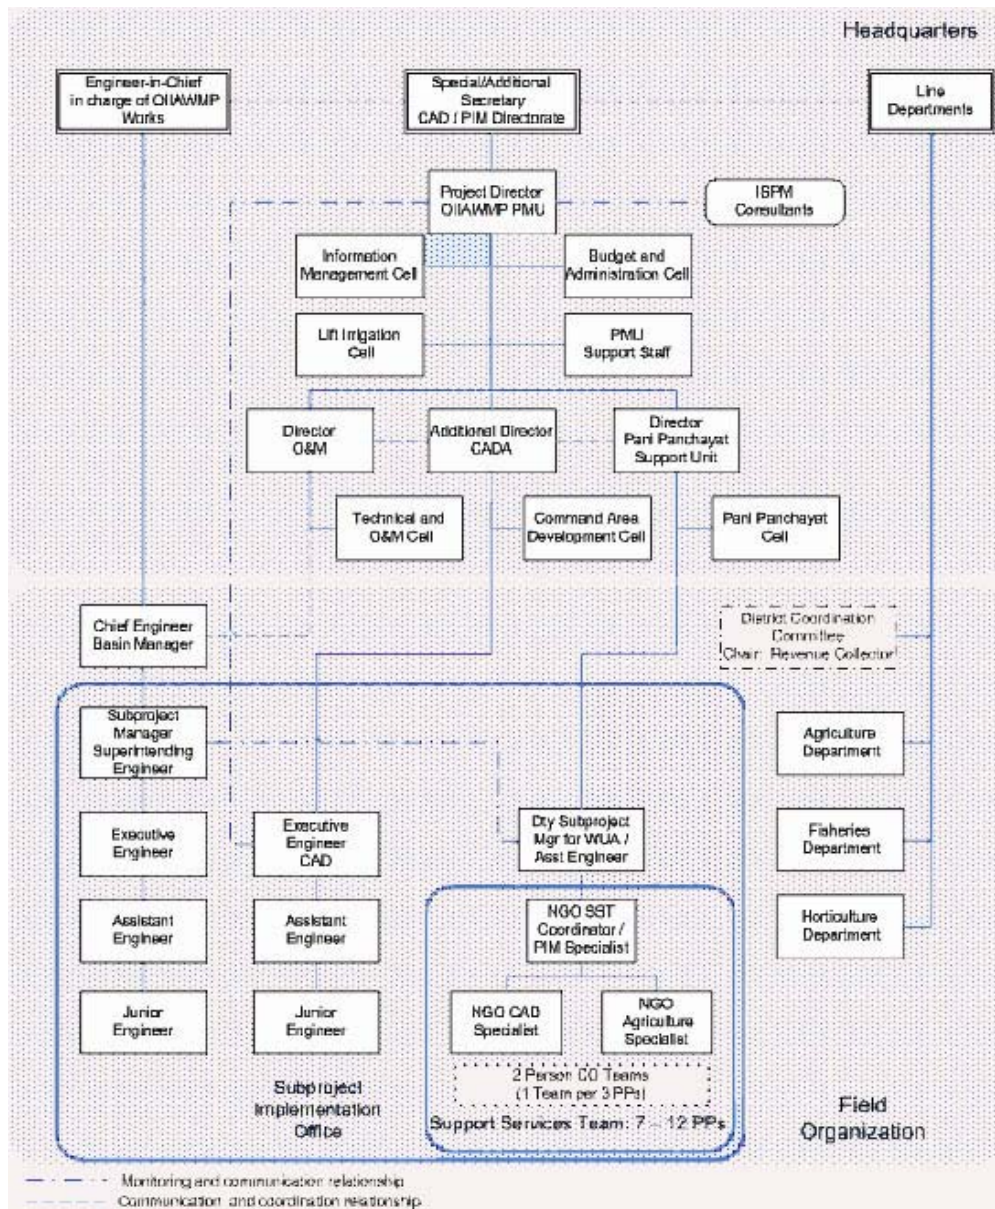 Headquarters
Engineer-in-Chief
in charge of OIIAWMP
Works
Special/Additional
Secretary
CAD / PIM Directorate
Line
Departments
Project Director
OIIAWMP PMU
ISPM
Consultants
Information
Management Cell
Budget and
Administration Cell
Lift Irrigation
Cell
PMU
Support Staff
Director
O&M
Additional Director
CADA
Director
Pani Panchayat
Support Unit
Technical and
O&M Cell
Command Area
Development Cell
Pani Panchayat
Cell
Chief Engineer
Basin Manager
District Coordination
Committee
Chair: Revenue Collector
Subproject
Manager
Superintending
Engineer
Agriculture
Department
Executive
Engineer
Executive
Engineer
CAD
Dty Subproject
Mgr for WUA /
Asst Engineer
Fisheries
Department
Assistant
Engineer
Assistant
Engineer
NGO SST
Coordinator /
PIM Specialist
Horticulture
Department
Junior
Engineer
Junior
Engineer
NGO CAD
Specialist
NGO
Agriculture
Specialist
2 Person CO Teams
(1 Team per 3 PPs)
Support Services Team: 7 – 12 PPs
Subproject
Implementation
Office
Field
Organization
Monitoring and communication relationship
Communication and coordination relationship